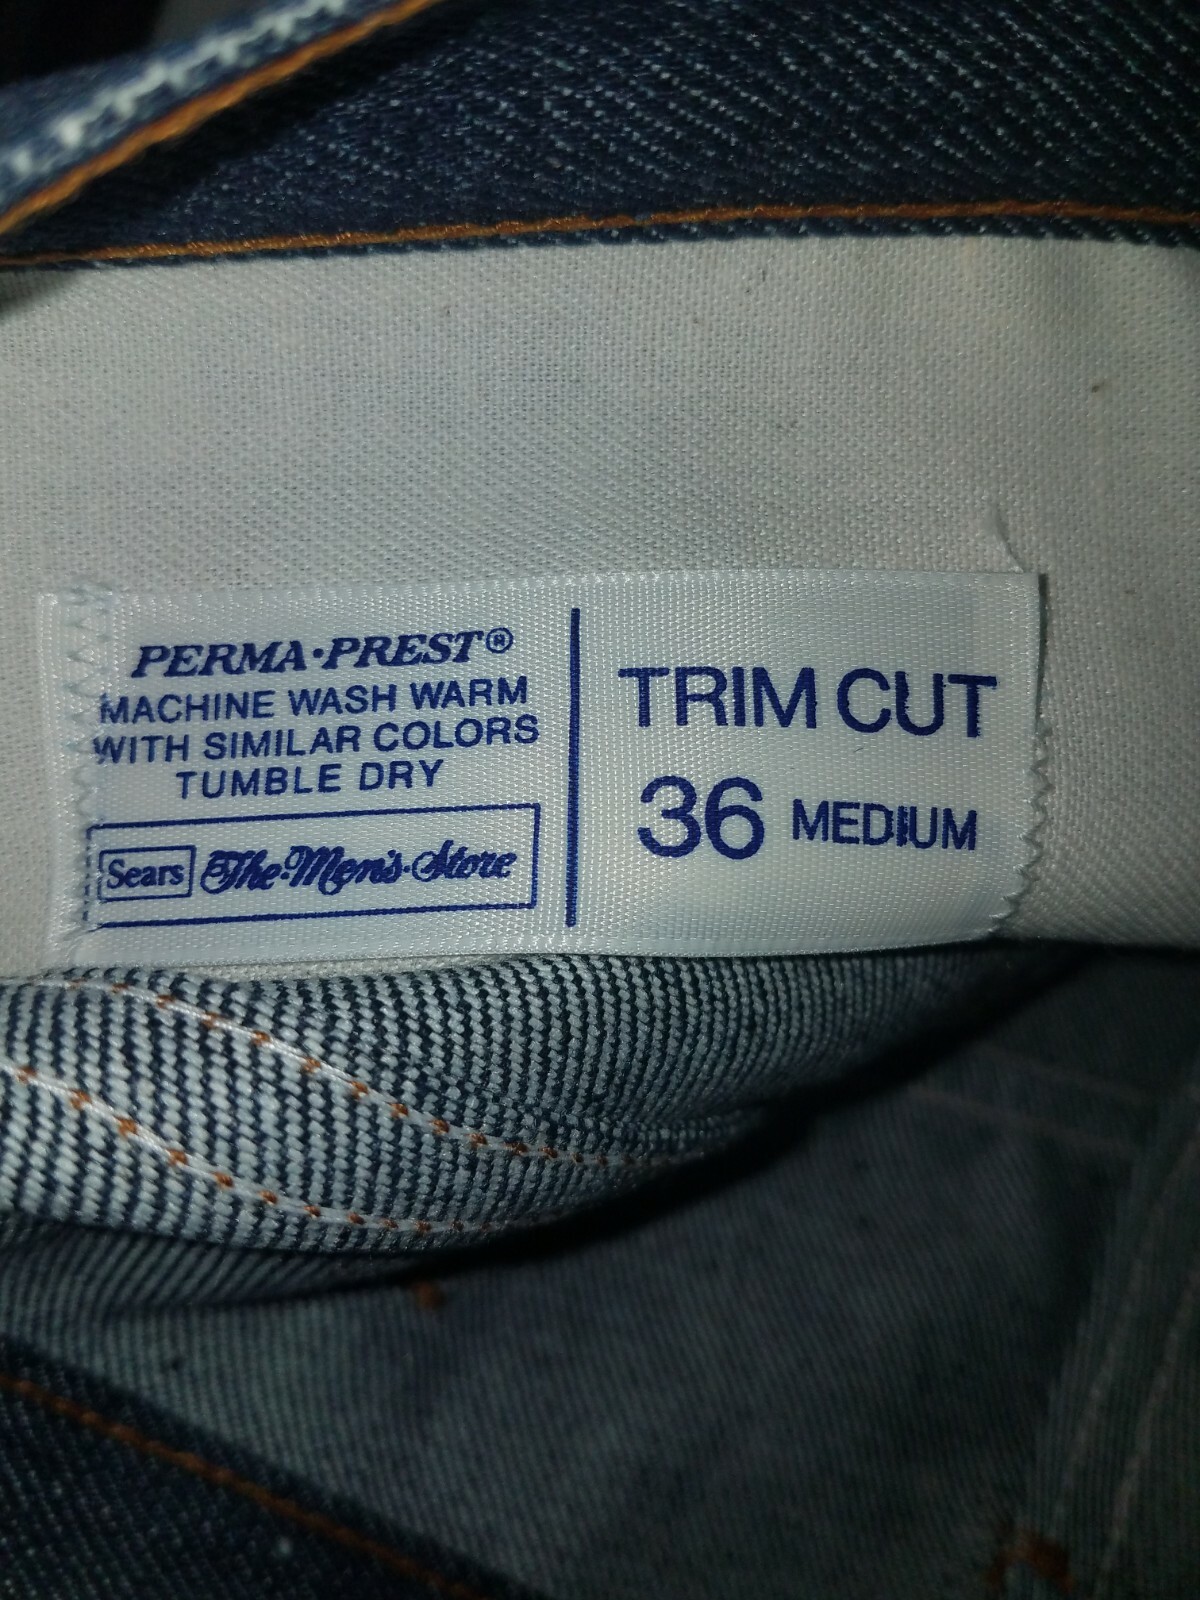 PERMA·PREST®
MACHINE WASH WARM
WITH SIMILAR COLORS
TUMBLE DRY
Sears The Men's Store
TRIM CUT
36 MEDIUM